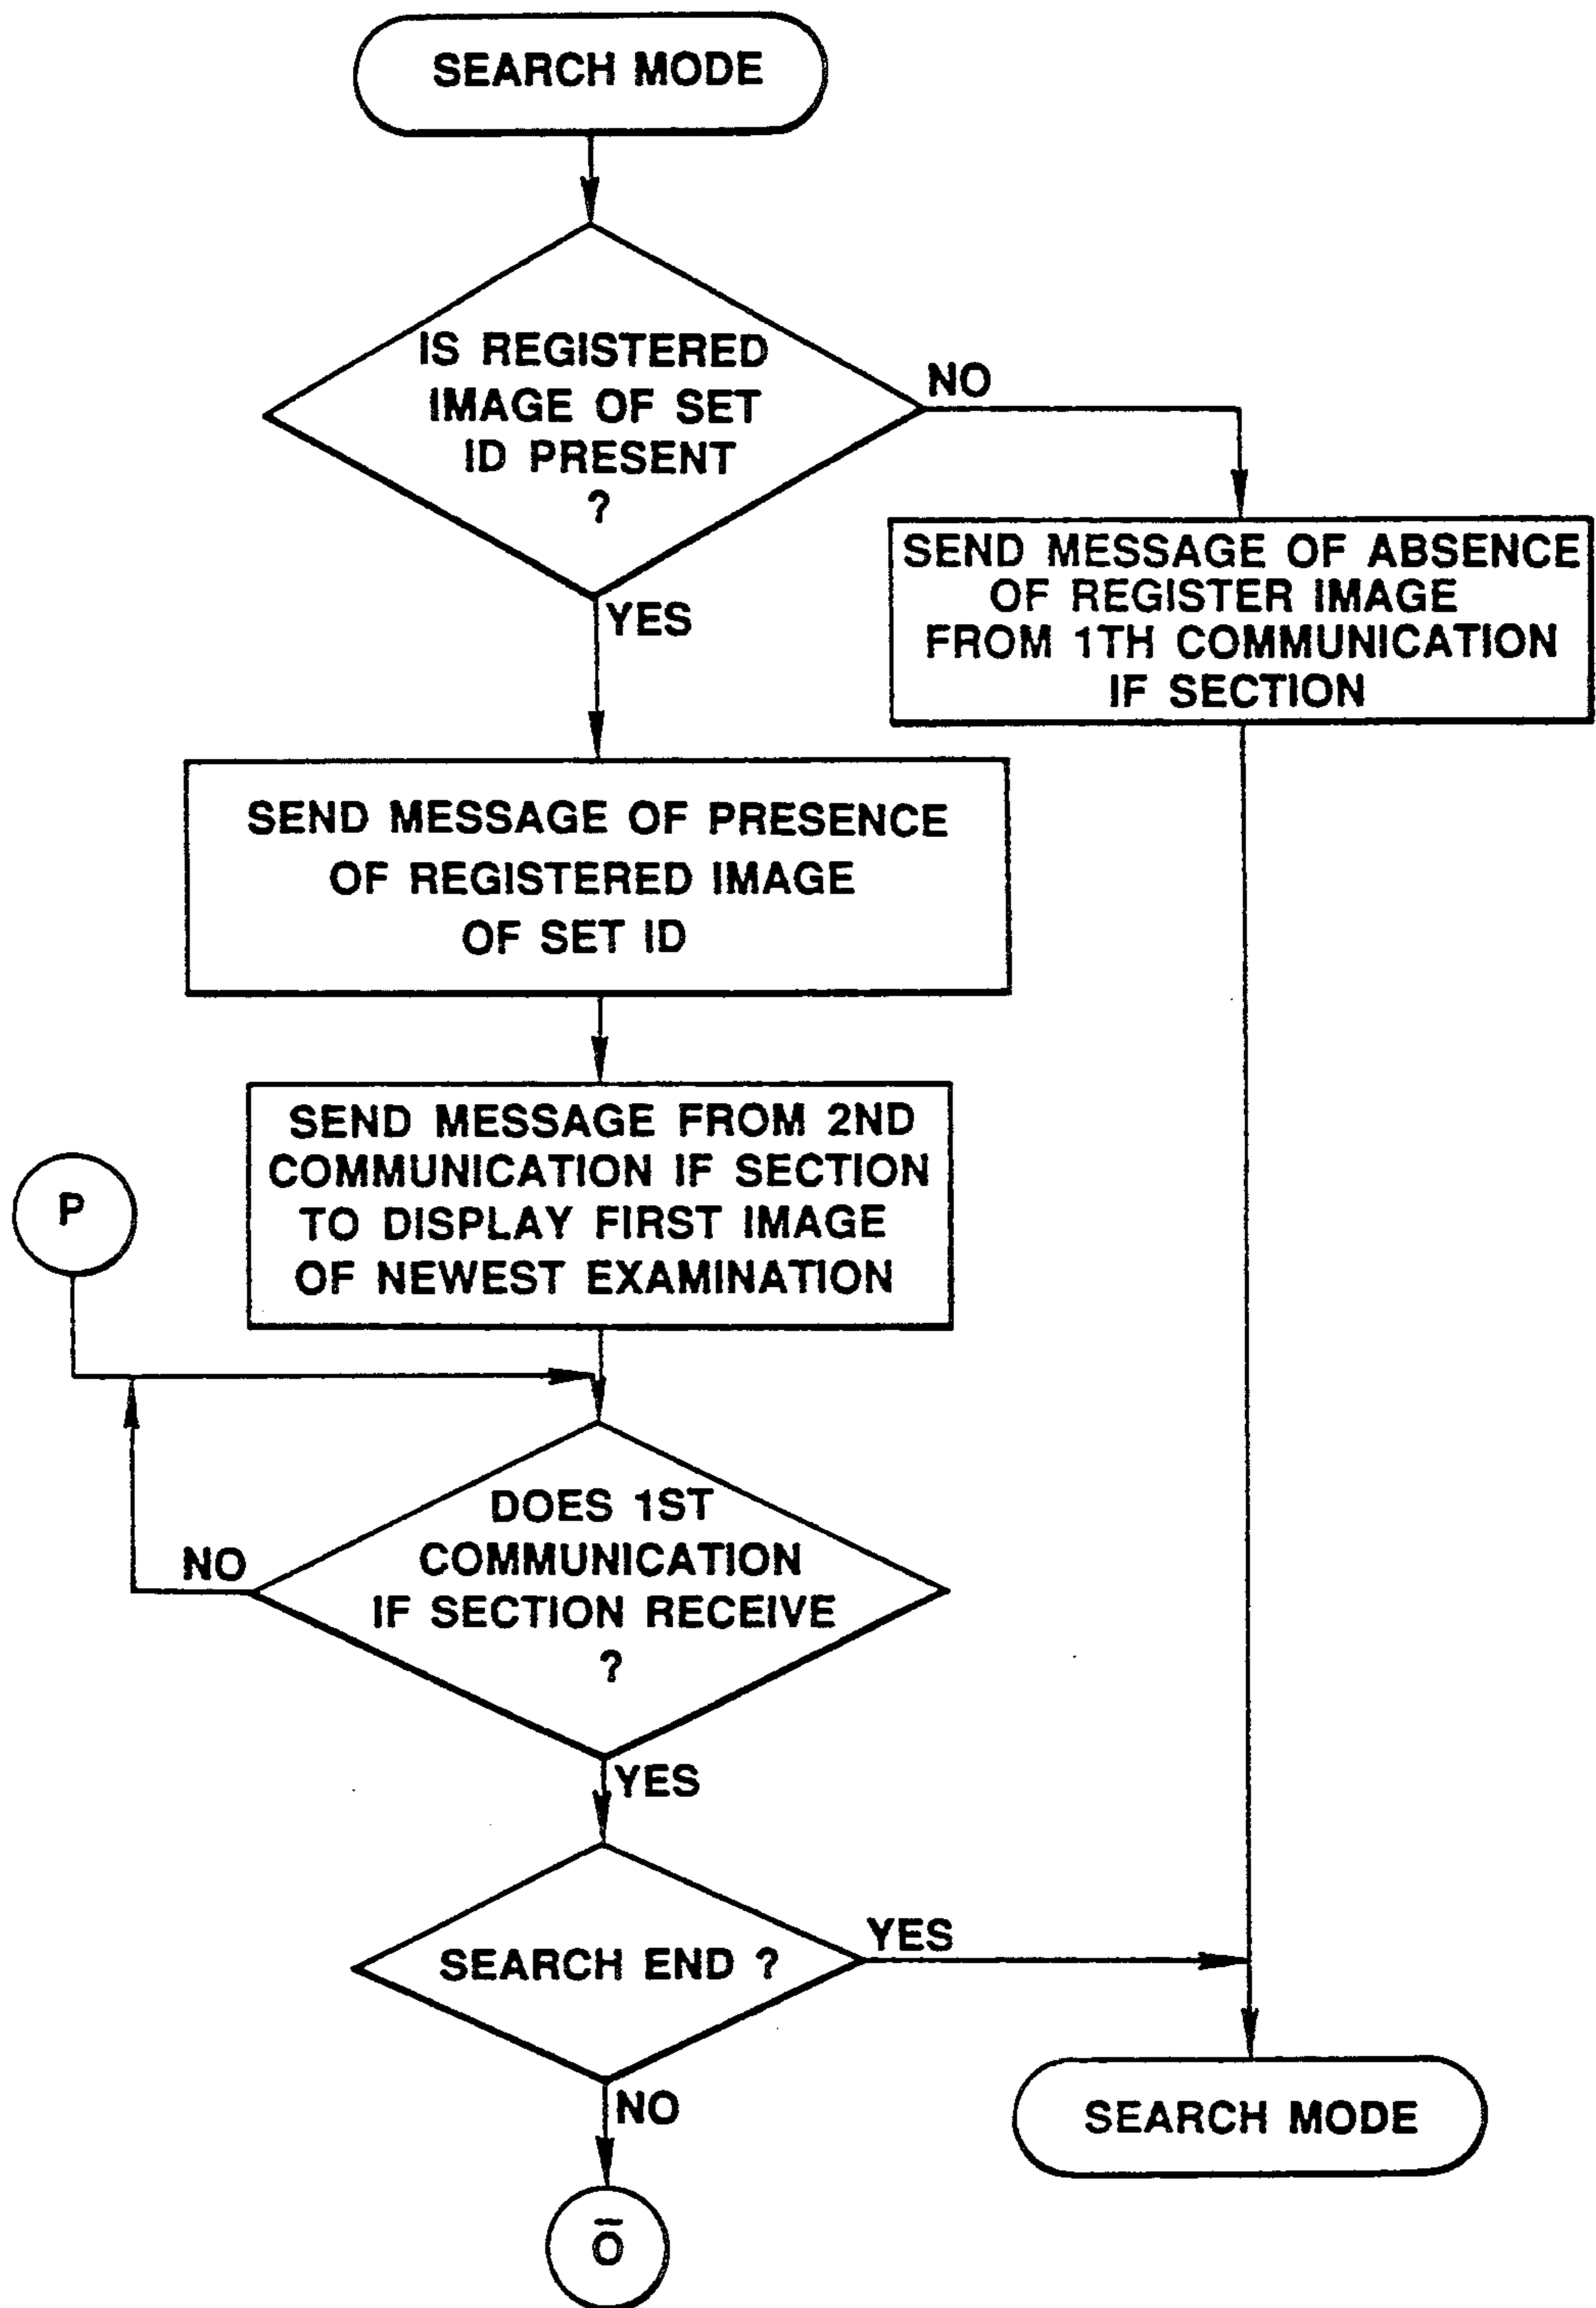 SEARCH MODE
IS REGISTERED
IMAGE OF SET
ID PRESENT
?
NO
YES
SEND MESSAGE OF ABSENCE
OF REGISTER IMAGE
FROM 1TH COMMUNICATION
IF SECTION
SEND MESSAGE OF PRESENCE
OF REGISTERED IMAGE
OF SET ID
SEND MESSAGE FROM 2ND
COMMUNICATION IF SECTION
TO DISPLAY FIRST IMAGE
OF NEWEST EXAMINATION
P
DOES 1ST
COMMUNICATION
IF SECTION RECEIVE
?
NO
YES
SEARCH END ?
YES
NO
SEARCH MODE
Ō